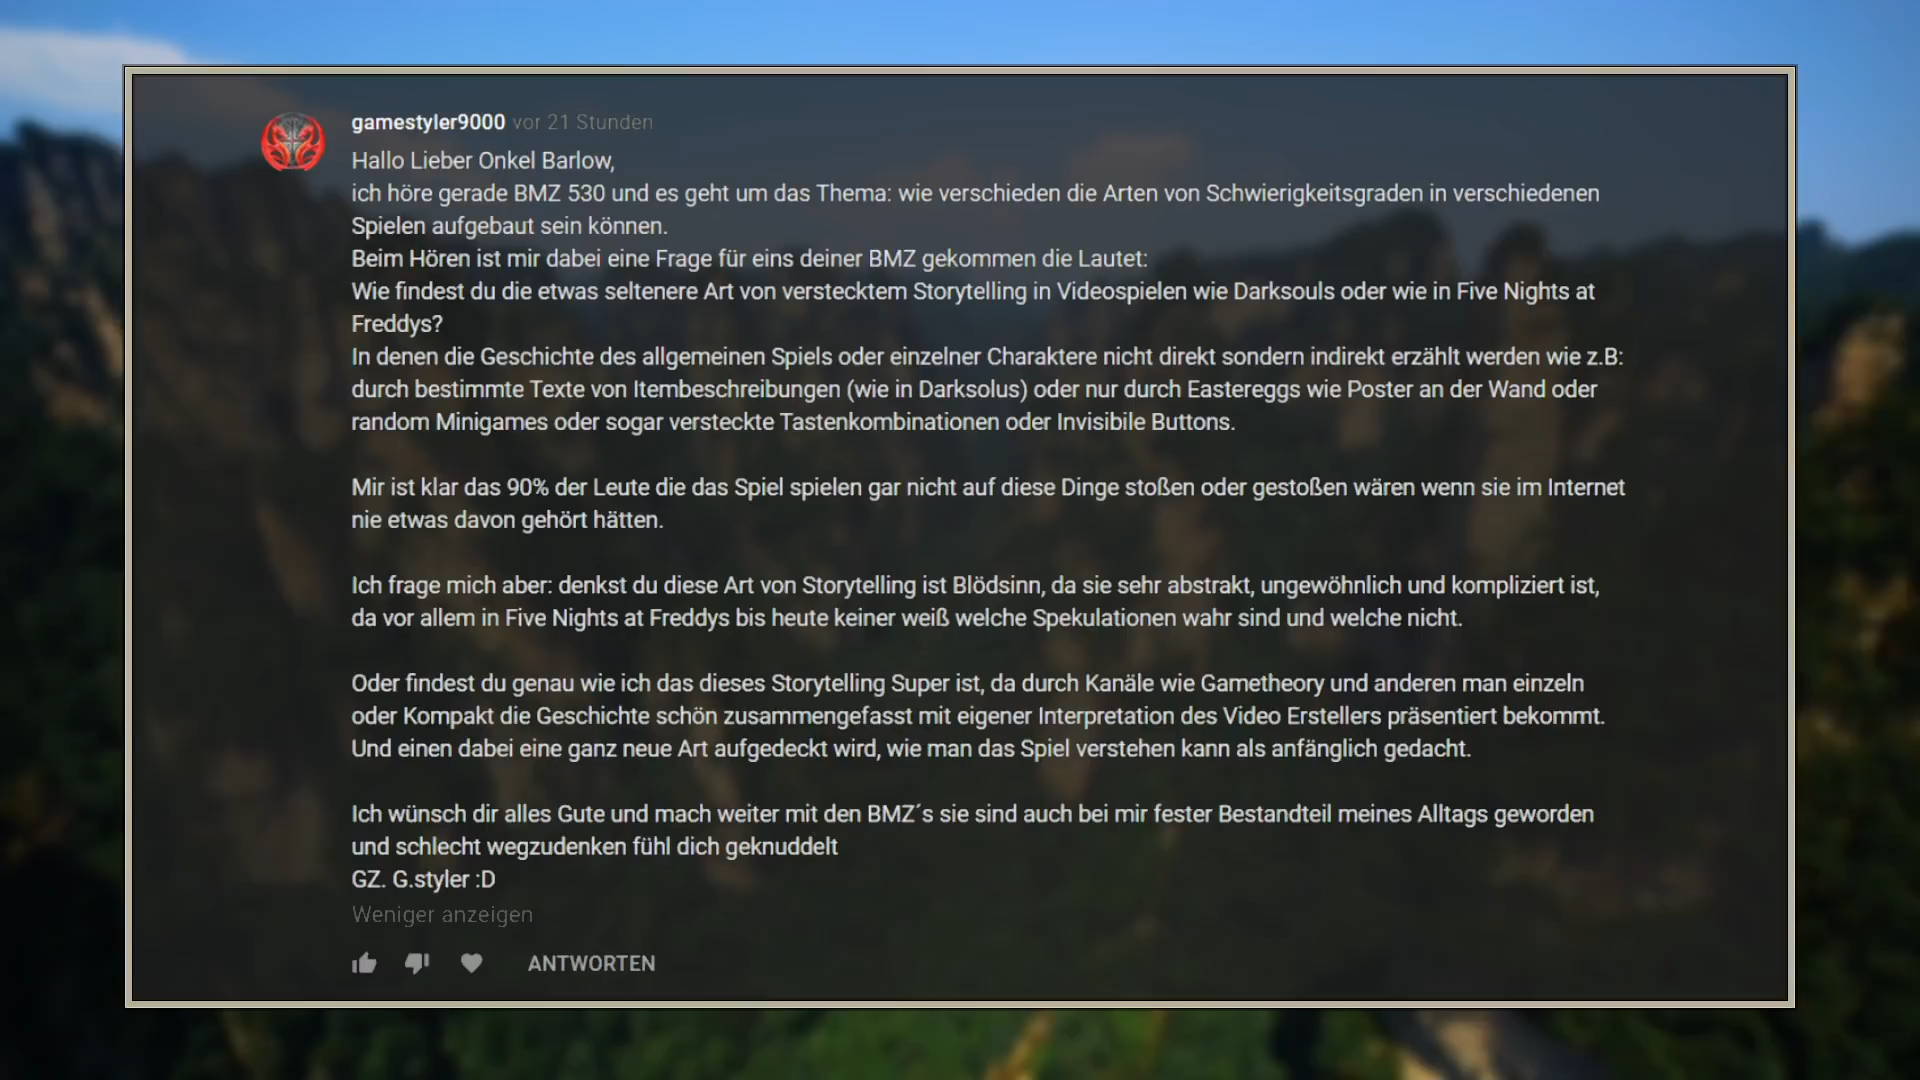 gamestyler9000 vor 21 Stunden
Hallo Lieber Onkel Barlow,
ich höre gerade BMZ 530 und es geht um das Thema: wie verschieden die Arten von Schwierigkeitsgraden in verschiedenen
Spielen aufgebaut sein können.
Beim Hören ist mir dabei eine Frage für eins deiner BMZ gekommen die Lautet:
Wie findest du die etwas seltenere Art von verstecktem Storytelling in Videospielen wie Darksouls oder wie in Five Nights at
Freddys?
In denen die Geschichte des allgemeinen Spiels oder einzelner Charaktere nicht direkt sondern indirekt erzählt werden wie z.B:
durch bestimmte Texte von Itembeschreibungen (wie in Darksolus) oder nur durch Eastereggs wie Poster an der Wand oder
random Minigames oder sogar versteckte Tastenkombinationen oder Invisibile Buttons.
Mir ist klar das 90% der Leute die das Spiel spielen gar nicht auf diese Dinge stoßen oder gestoßen wären wenn sie im Internet
nie etwas davon gehört hätten.
Ich frage mich aber: denkst du diese Art von Storytelling ist Blödsinn, da sie sehr abstrakt, ungewöhnlich und kompliziert ist,
da vor allem in Five Nights at Freddys bis heute keiner weiß welche Spekulationen wahr sind und welche nicht.
Oder findest du genau wie ich das dieses Storytelling Super ist, da durch Kanäle wie Gametheory und anderen man einzeln
oder Kompakt die Geschichte schön zusammengefasst mit eigener Interpretation des Video Erstellers präsentiert bekommt.
Und einen dabei eine ganz neue Art aufgedeckt wird, wie man das Spiel verstehen kann als anfänglich gedacht.
Ich wünsch dir alles Gute und mach weiter mit den BMZ´s sie sind auch bei mir fester Bestandteil meines Alltags geworden
und schlecht wegzudenken fühl dich geknuddelt
GZ. G.styler :D
Weniger anzeigen
ANTWORTEN